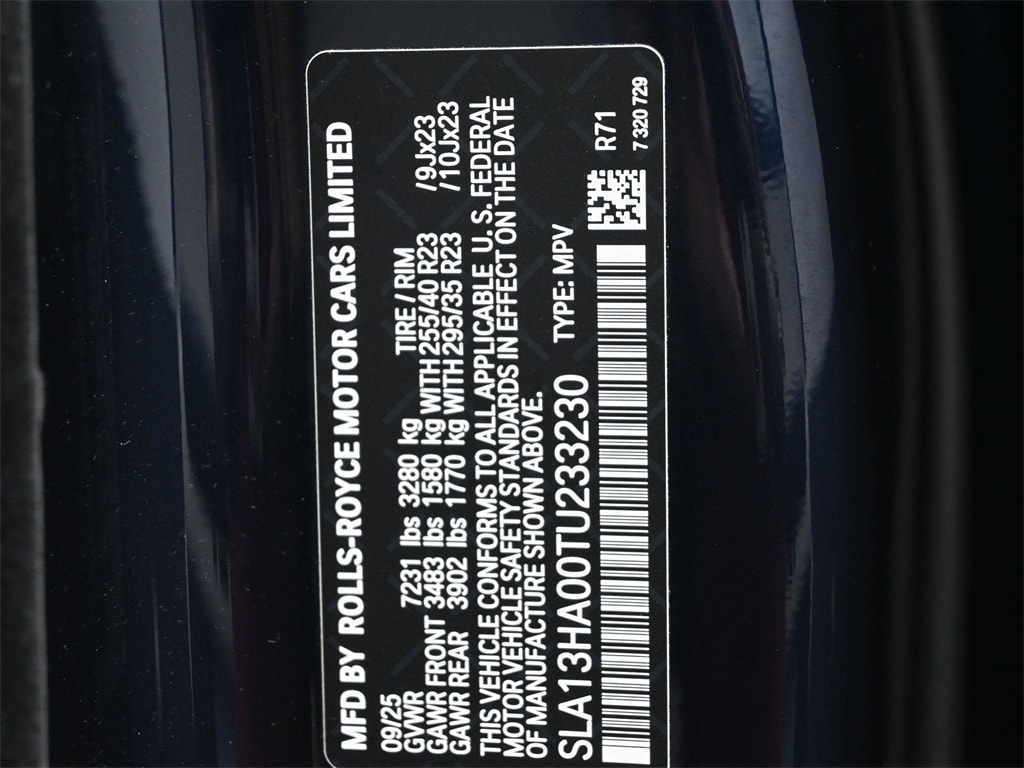 MFD BY ROLLS-ROYCE MOTOR CARS LIMITED
09/25
GVWR 7231 lbs 3280 kg TIRE / RIM
GAWR FRONT 3483 lbs 1580 kg WITH 255/40 R23 /9Jx23
GAWR REAR 3902 lbs 1770 kg WITH 295/35 R23 /10Jx23
THIS VEHICLE CONFORMS TO ALL APPLICABLE U.S. FEDERAL
MOTOR VEHICLE SAFETY STANDARDS IN EFFECT ON THE DATE
OF MANUFACTURE SHOWN ABOVE.
SLA13HA00TU233230 TYPE: MPV
R71
7 320 729